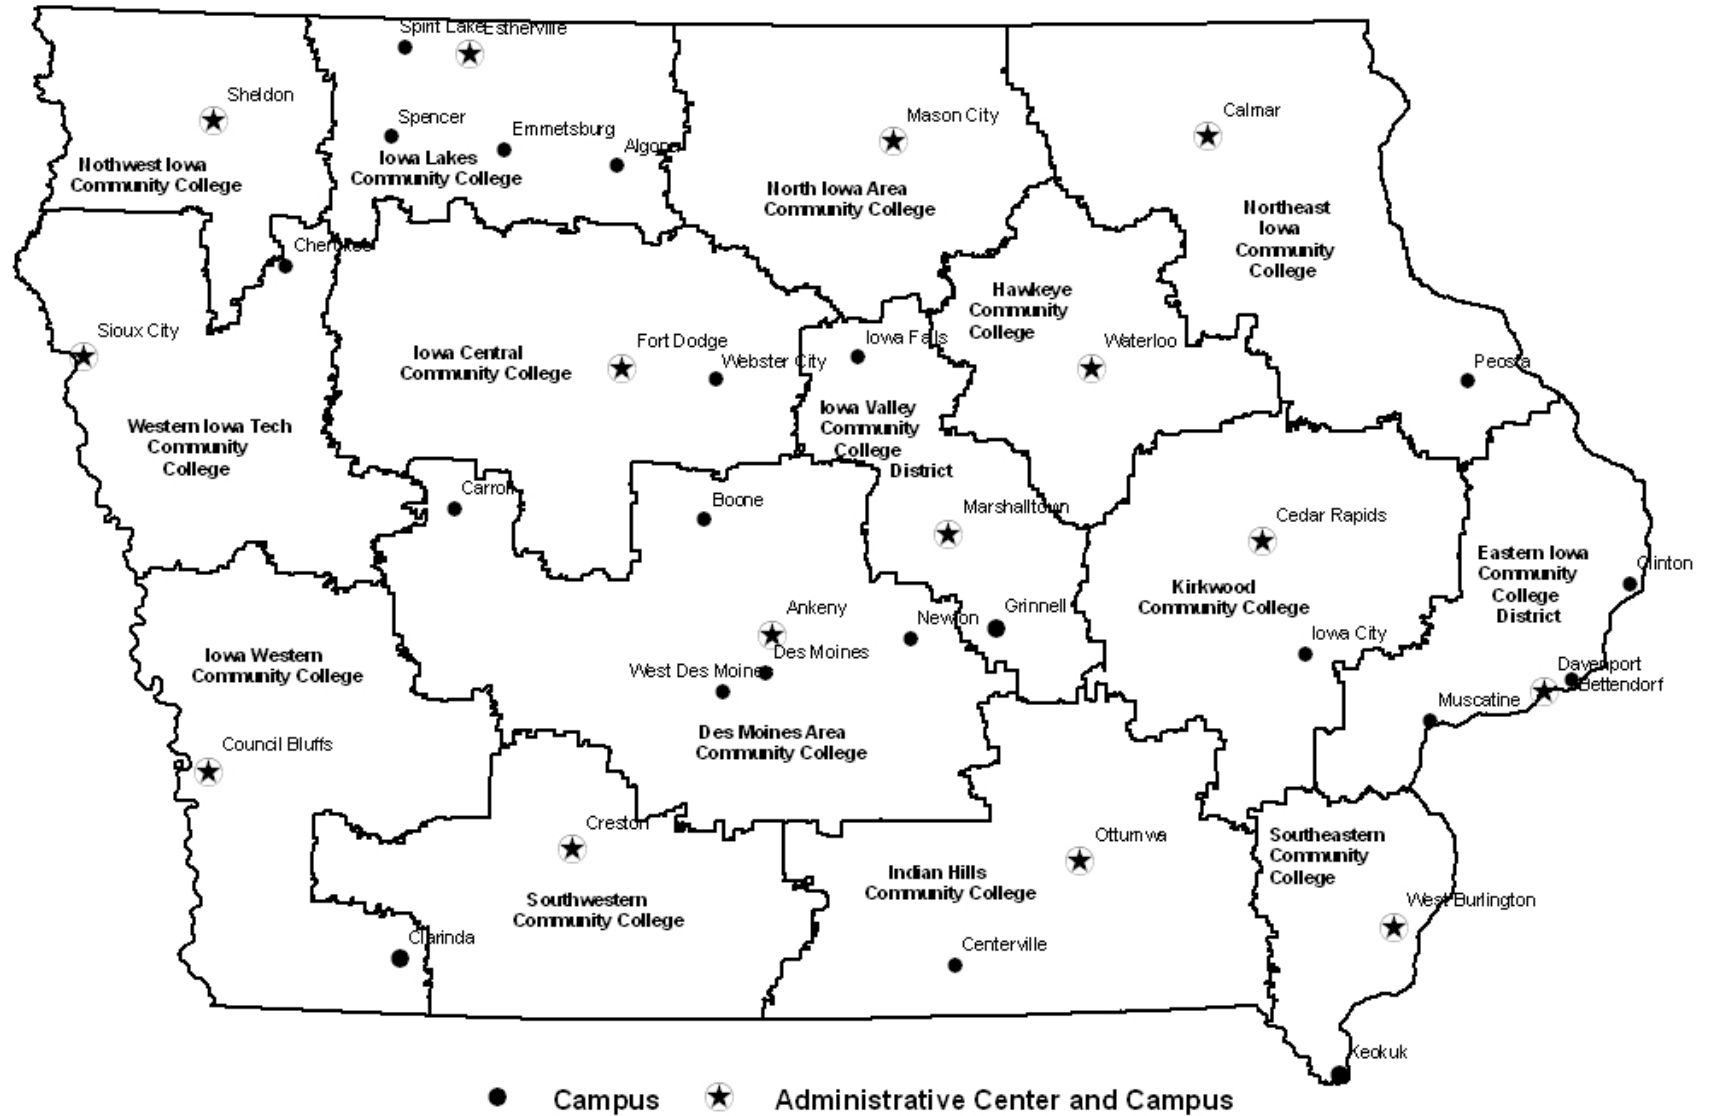 Spirit Lake
Estherville
Sheldon
Spencer
Emmetsburg
Algona
Mason City
Calmar
Nothwest Iowa
Community College
Iowa Lakes
Community College
North Iowa Area
Community College
Northeast
Iowa
Community
College
Cherokee
Hawkeye
Community
College
Sioux City
Iowa Central
Community College
Fort Dodge
Webster City
Iowa Falls
Waterloo
Peosta
Western Iowa Tech
Community
College
Iowa Valley
Community
College
District
Carroll
Boone
Marshalltown
Cedar Rapids
Eastern Iowa
Community
College
District
Clinton
Kirkwood
Community College
Ankeny
Newton
Grinnell
Iowa City
Iowa Western
Community College
West Des Moines
Des Moines
Davenport
Bettendorf
Muscatine
Des Moines Area
Community College
Council Bluffs
Creston
Ottumwa
Southeastern
Community
College
Indian Hills
Community College
Southwestern
Community College
West Burlington
Clarinda
Centerville
Keokuk
Campus
Administrative Center and Campus